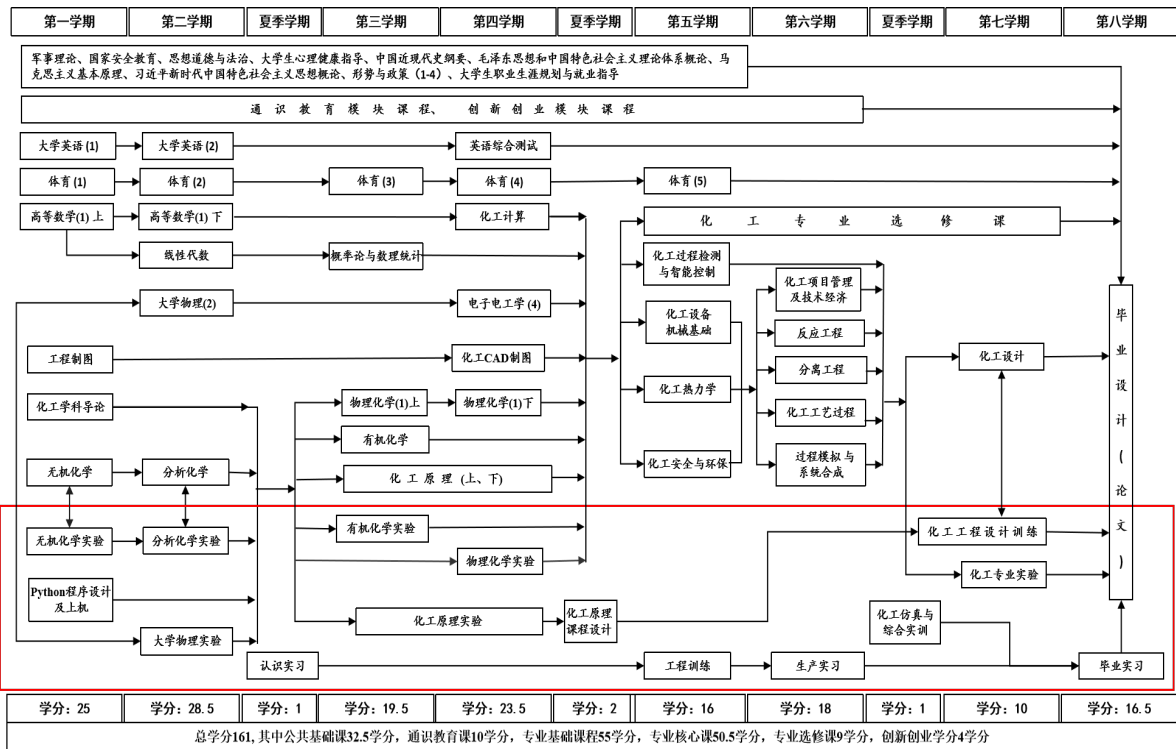 第一学期 第二学期 夏季学期 第三学期 第四学期 夏季学期 第五学期 第六学期 夏季学期 第七学期 第八学期
军事理论、国家安全教育、思想道德与法治、大学生心理健康指导、中国近现代史纲要、毛泽东思想和中国特色社会主义理论体系概论、马
克思主义基本原理、习近平新时代中国特色社会主义思想概论、形势与政策（1-4）、大学生职业生涯规划与就业指导
通识教育模块课程、创新创业模块课程
大学英语(1) 大学英语(2) 英语综合测试
体育(1) 体育(2) 体育(3) 体育(4) 体育(5)
高等数学(1)上 高等数学(1)下 化工计算 化工专业选修课
线性代数 概率论与数理统计 化工过程检测
与智能控制
大学物理(2) 电子电工学(4) 化工设备
机械基础
化工项目管理
及技术经济
反应工程
工程制图 化工CAD制图 分离工程 化工设计
化工学科导论 物理化学(1)上 物理化学(1)下 化工热力学 化工工艺过程
有机化学
无机化学 分析化学 化工原理(上、下) 化工安全与环保 过程模拟与
系统合成
毕业设计(论文)
无机化学实验 分析化学实验 有机化学实验 化工工程设计训练
物理化学实验 化工专业实验
Python程序设计
及上机
化工原理实验 化工原理
课程设计
化工仿真与
综合实训
大学物理实验
认识实习 工程训练 生产实习 毕业实习
学分：25 学分：28.5 学分：1 学分：19.5 学分：23.5 学分：2 学分：16 学分：18 学分：1 学分：10 学分：16.5
总学分161,其中公共基础课32.5学分，通识教育课10学分，专业基础课程55学分，专业核心课50.5学分，专业选修课9学分，创新创业学分4学分